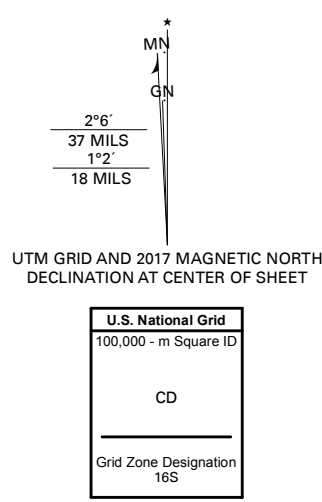 MN
GN
2°6´
37 MILS
1°2´
18 MILS
UTM GRID AND 2017 MAGNETIC NORTH
DECLINATION AT CENTER OF SHEET
U.S. National Grid
100,000 - m Square ID
CD
Grid Zone Designation
16S